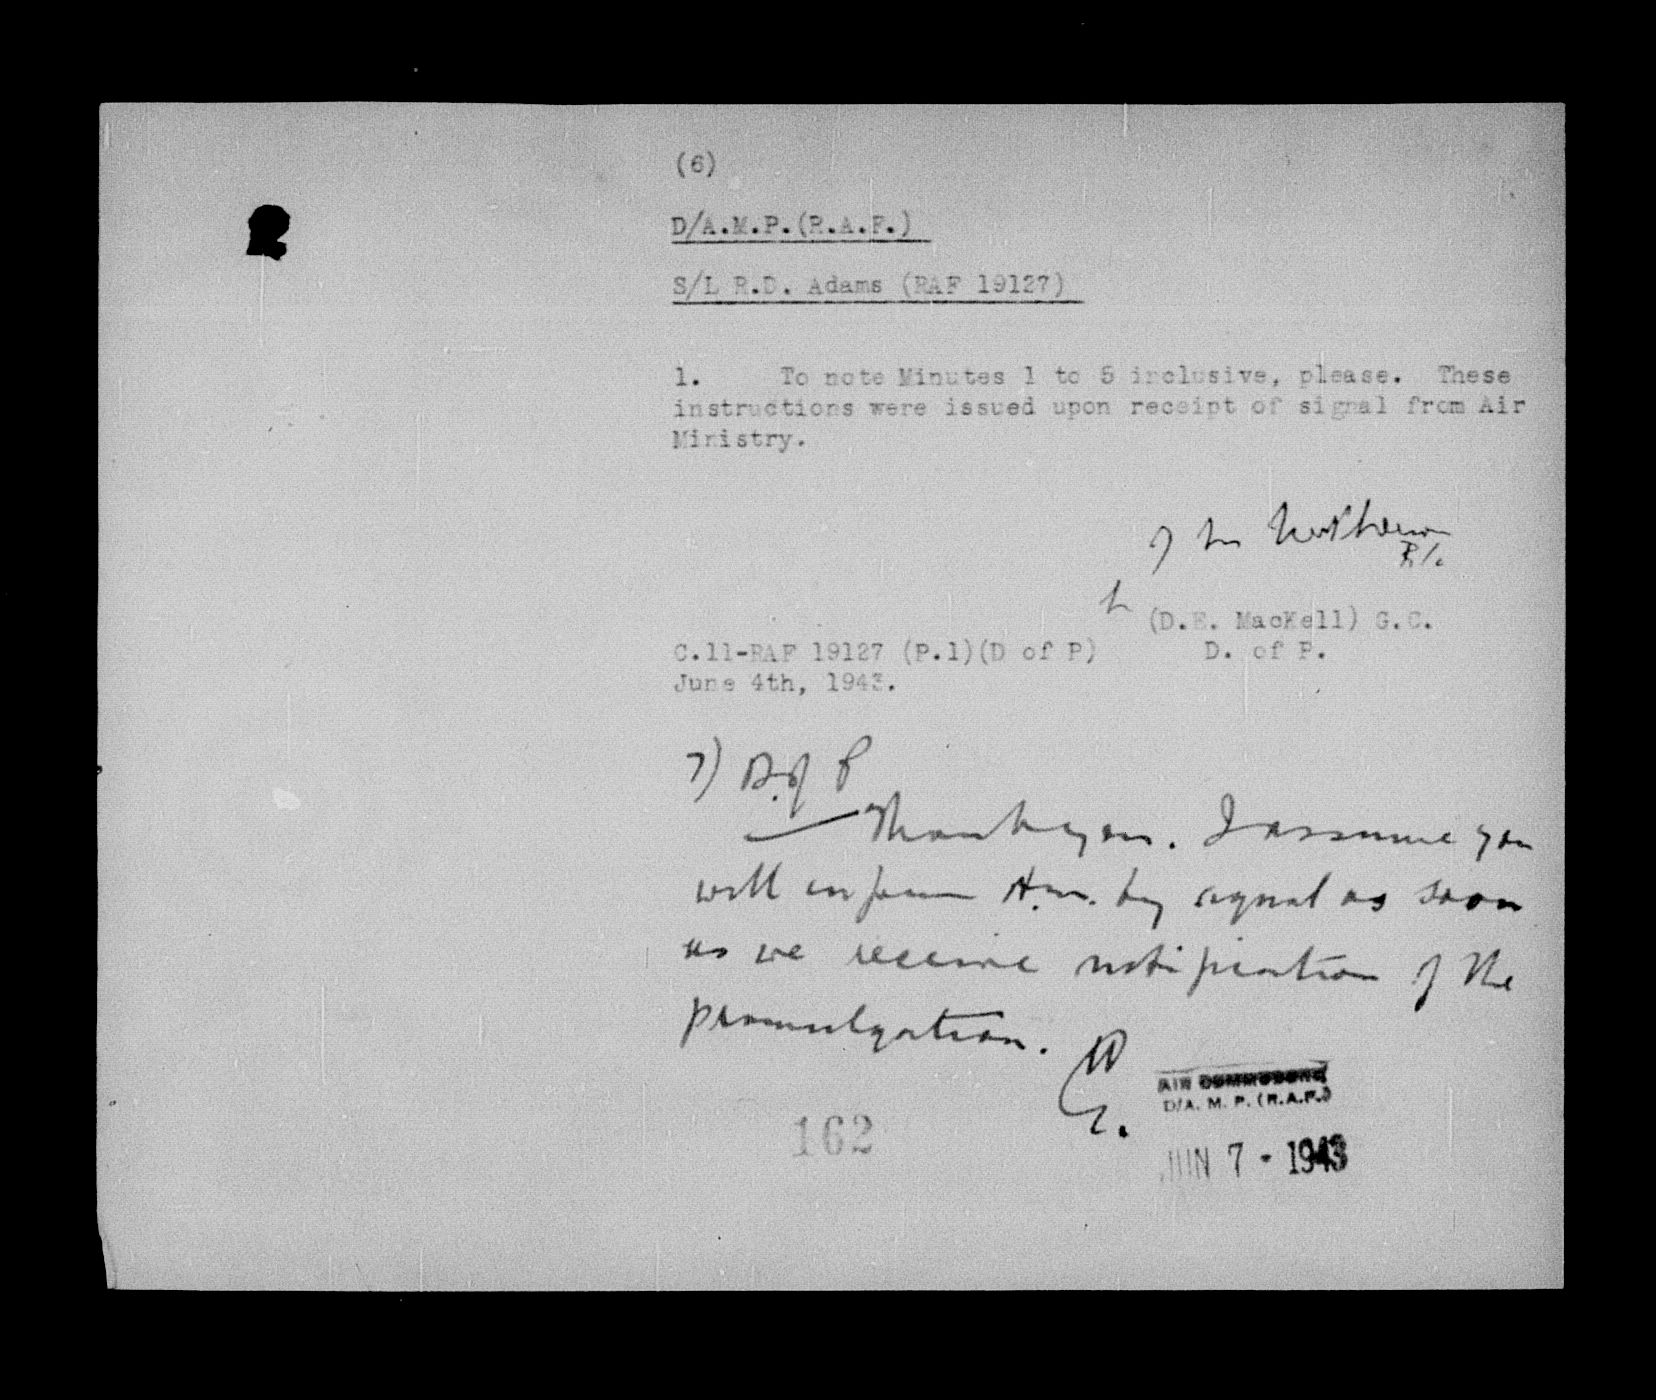 (6)
D/A.M.P.(R.A.F.)
S/L R.D. Adams (RAF 19127)
1. To note Minutes 1 to 5 inclusive, please. These
instructions were issued upon receipt of signal from Air
Ministry.
(D.E. MacKell) G.C.
C.11-RAF 19127 (P.1)(D of P) D. of P.
June 4th, 1943.
7) D. of P
Thank you. I assume you
will inform A.M. by signal as soon
as we receive notification of the
promulgation.
AIR COMMODORE
D/A. M. P. (R.A.F.)
162
JUN 7 - 1943